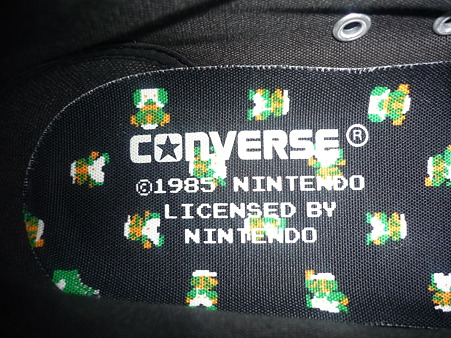 CONVERSE®
©1985 NINTENDO
LICENSED BY
NINTENDO